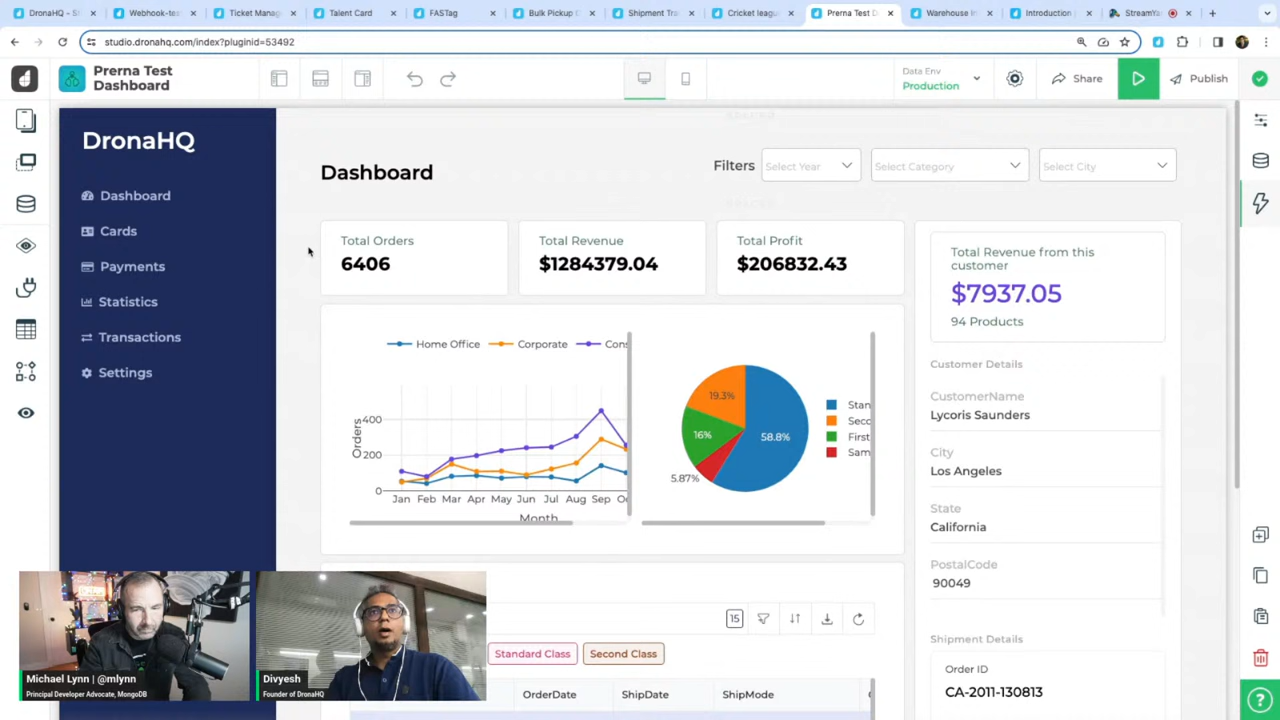 DronaHQ - S
Webhook-tes
Ticket Manag
Talent Card
FASTag
Bulk Pickup D
Shipment Tra
Cricket leagu
Prerna Test D
Warehouse In
Introduction
StreamYa
studio.dronahq.com/index?pluginid=53492
Prerna Test
Dashboard
Data Env
Production
Share
Publish
DronaHQ
Dashboard
Cards
Payments
Statistics
Transactions
Settings
Dashboard
Filters
Select Year
Select Category
Select City
Total Orders
6406
Total Revenue
$1284379.04
Total Profit
$206832.43
Total Revenue from this
customer
$7937.05
94 Products
Home Office
Corporate
Cons
Orders
400
200
0
Jan Feb Mar Apr May Jun Jul Aug Sep Oc
Month
19.3%
16%
58.8%
5.87%
Stan
Seco
First
Sam
Customer Details
CustomerName
Lycoris Saunders
City
Los Angeles
State
California
PostalCode
90049
Shipment Details
Order ID
CA-2011-130813
15
Standard Class
Second Class
OrderDate
ShipDate
ShipMode
Michael Lynn | @mlynn
Principal Developer Advocate, MongoDB
Divyesh
Founder of DronaHQ